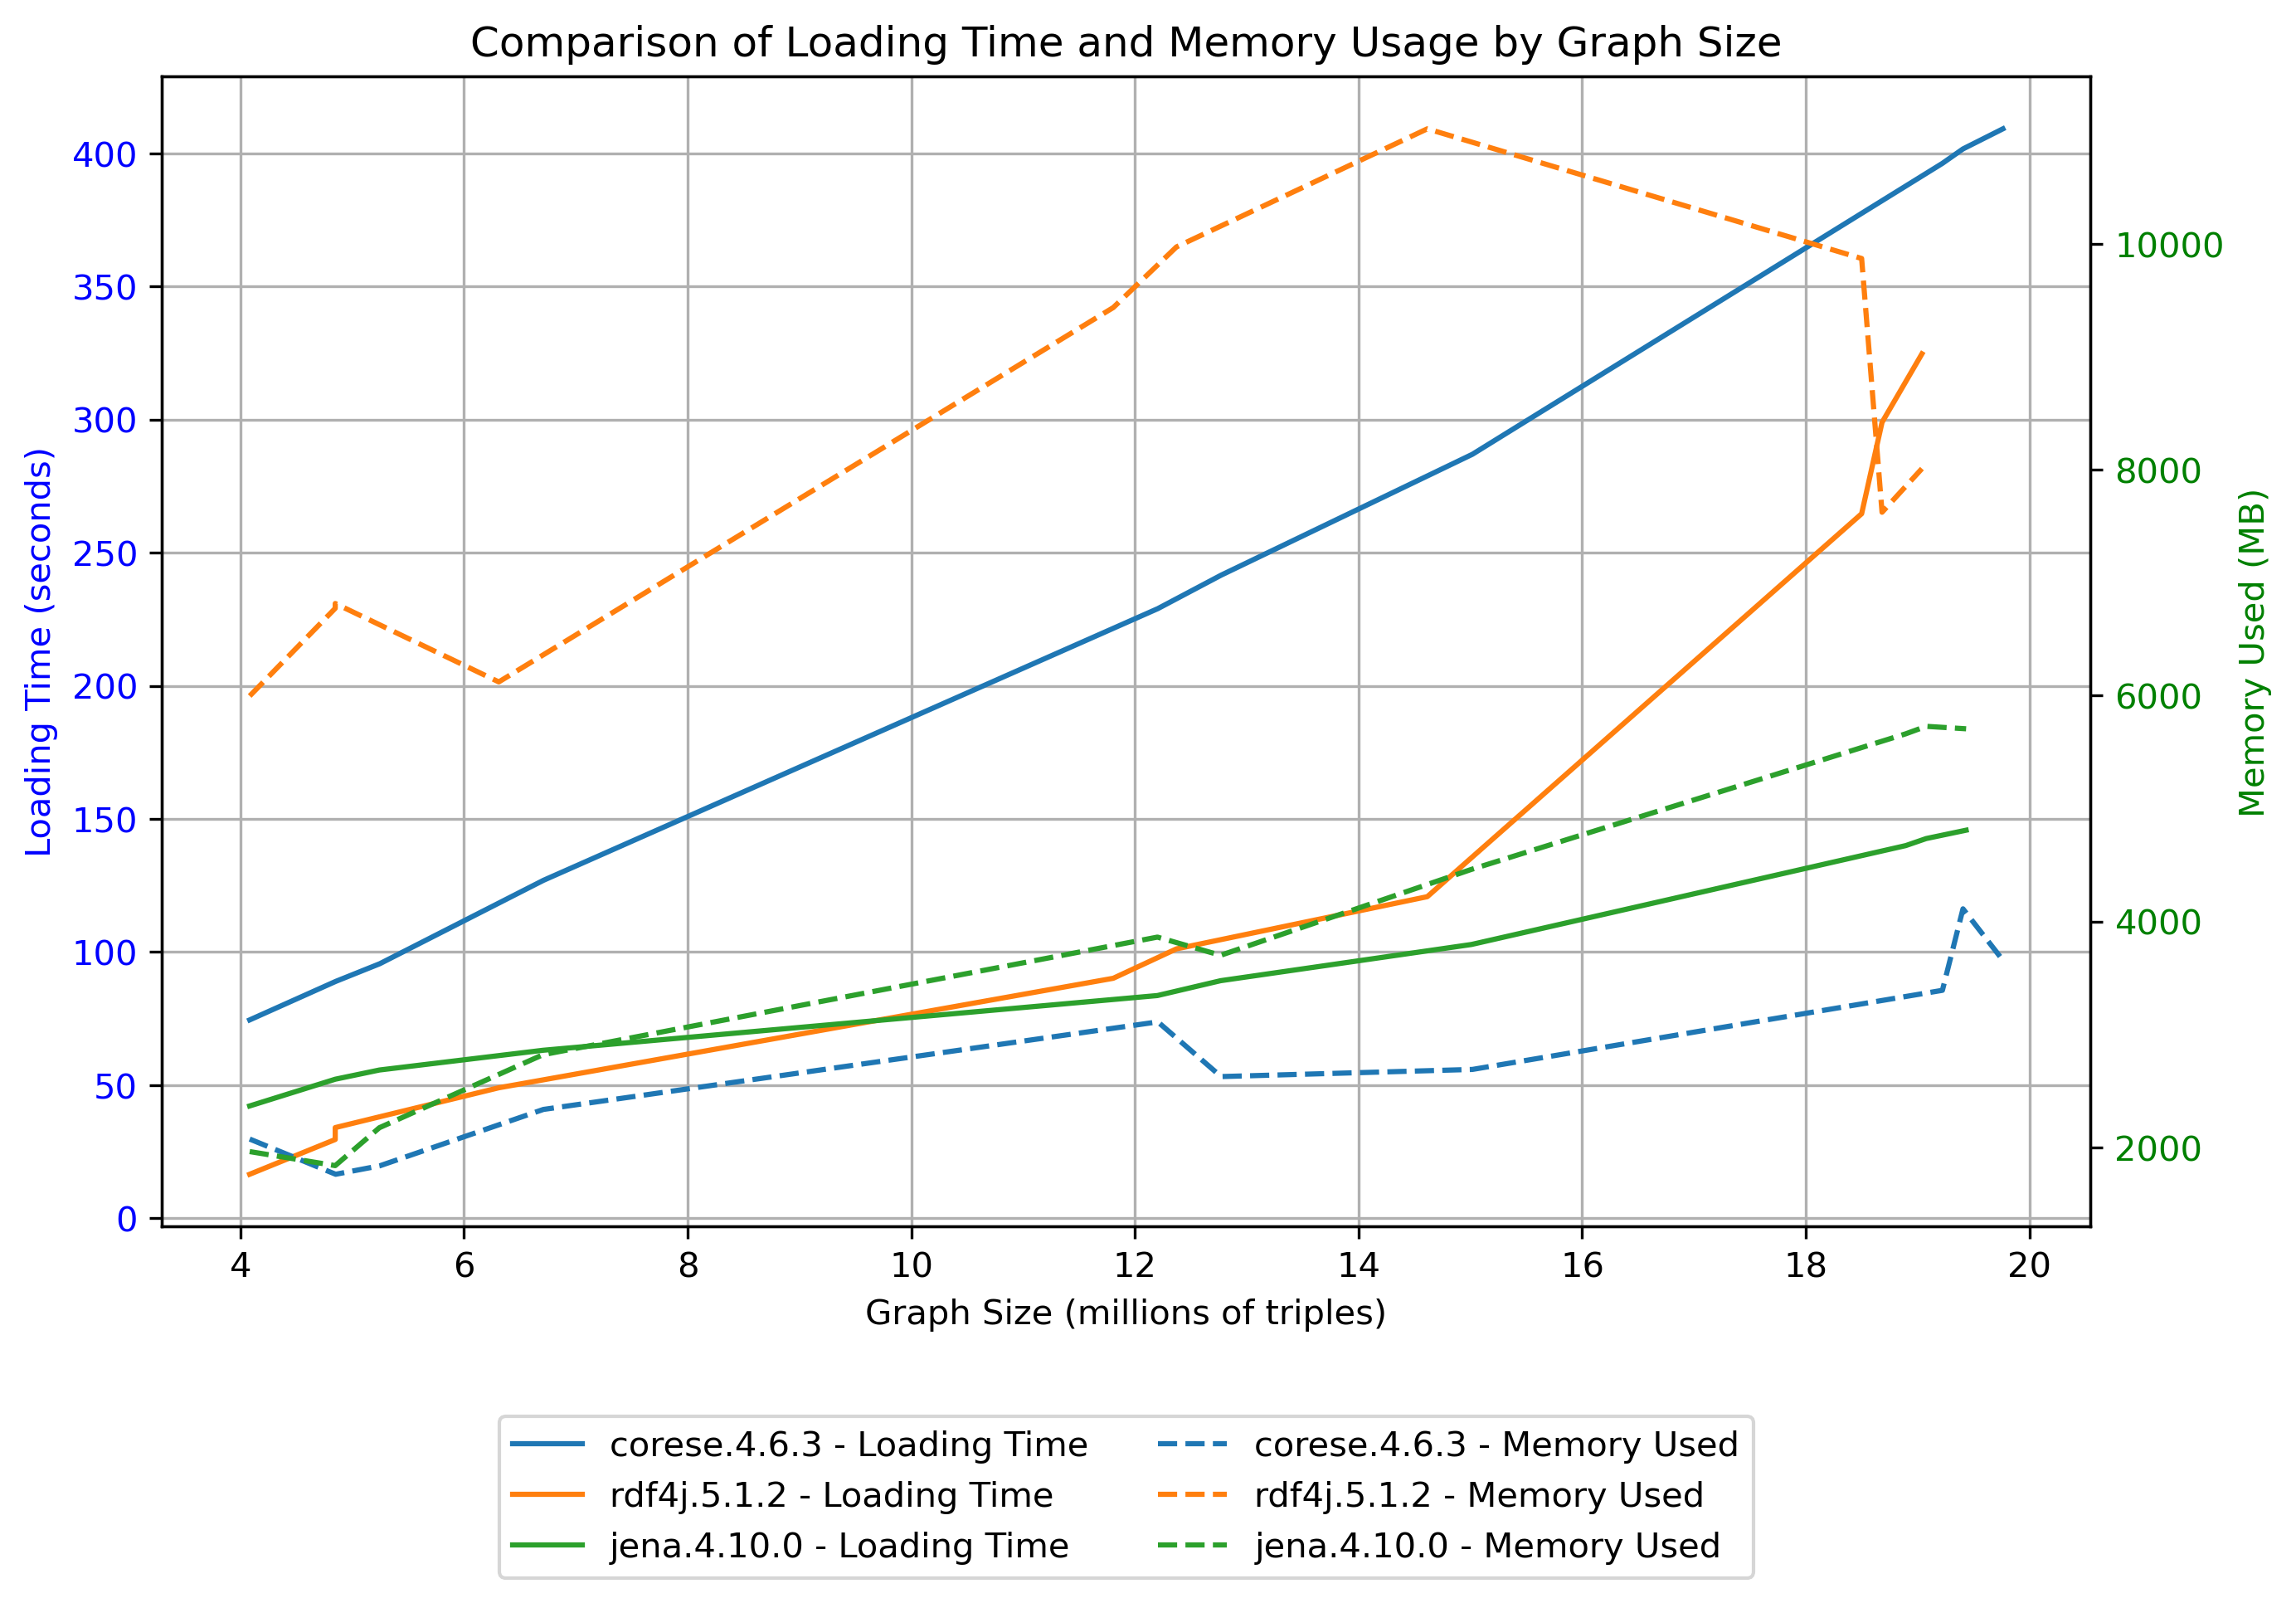 Comparison of Loading Time and Memory Usage by Graph Size
Loading Time (seconds)
400
350
300
250
200
150
100
50
0
Memory Used (MB)
10000
8000
6000
4000
2000
4 6 8 10 12 14 16 18 20
Graph Size (millions of triples)
corese.4.6.3 - Loading Time
rdf4j.5.1.2 - Loading Time
jena.4.10.0 - Loading Time
corese.4.6.3 - Memory Used
rdf4j.5.1.2 - Memory Used
jena.4.10.0 - Memory Used